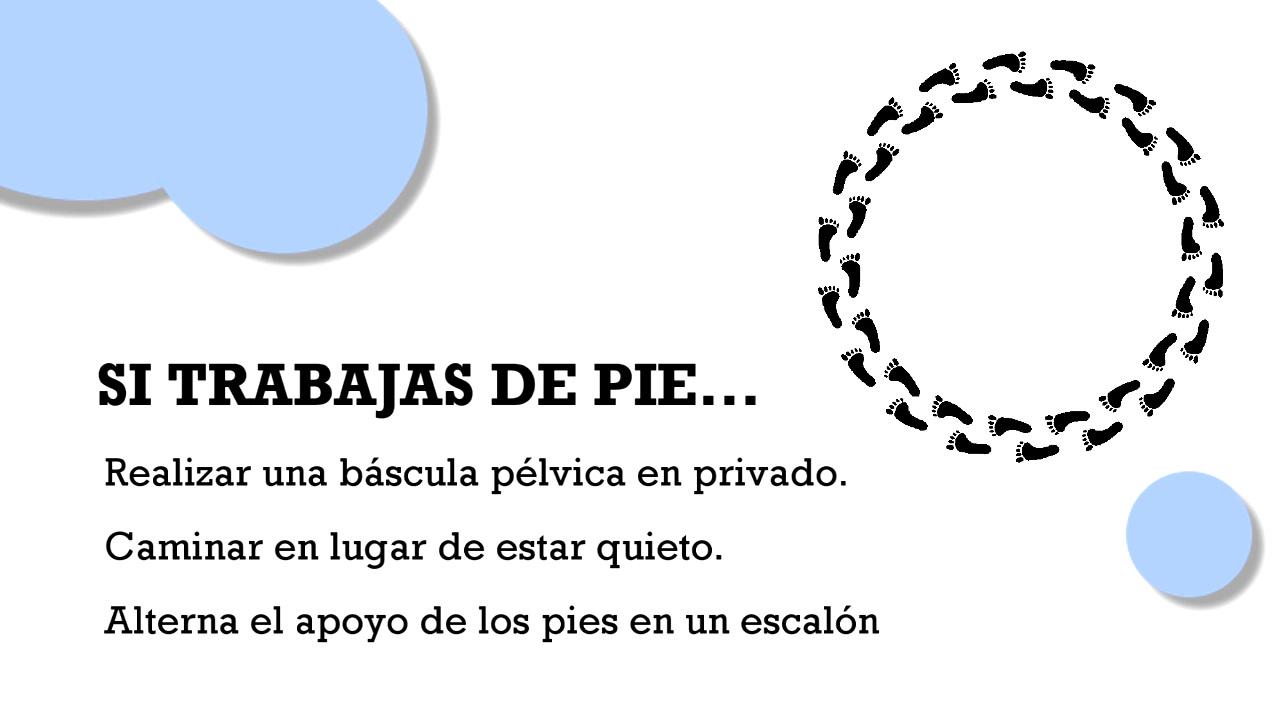 SI TRABAJAS DE PIE...
Realizar una báscula pélvica en privado.
Caminar en lugar de estar quieto.
Alterna el apoyo de los pies en un escalón